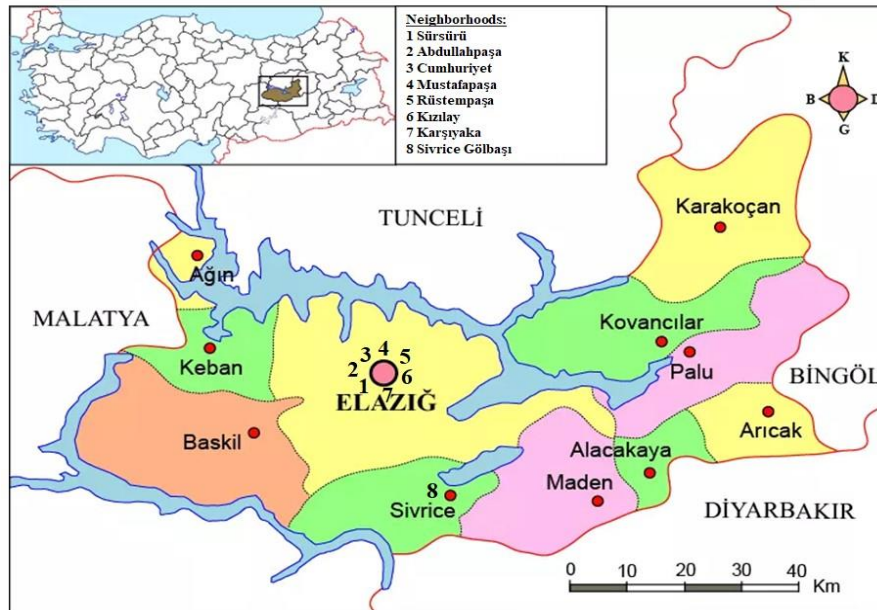 Neighborhoods:
1 Sürsürü
2 Abdullahpaşa
3 Cumhuriyet
4 Mustafapaşa
5 Rüstempaşa
6 Kızılay
7 Karşıyaka
8 Sivrice Gölbaşı
K
B D
G
TUNCELİ
Karakoçan
Ağın
MALATYA
Kovancılar
Keban
3 4 5
2 6
1 7
ELAZIĞ
Palu
BİNGÖL
Baskil
Arıcak
Alacakaya
8
Sivrice
Maden
DİYARBAKIR
0 10 20 30 40
Km